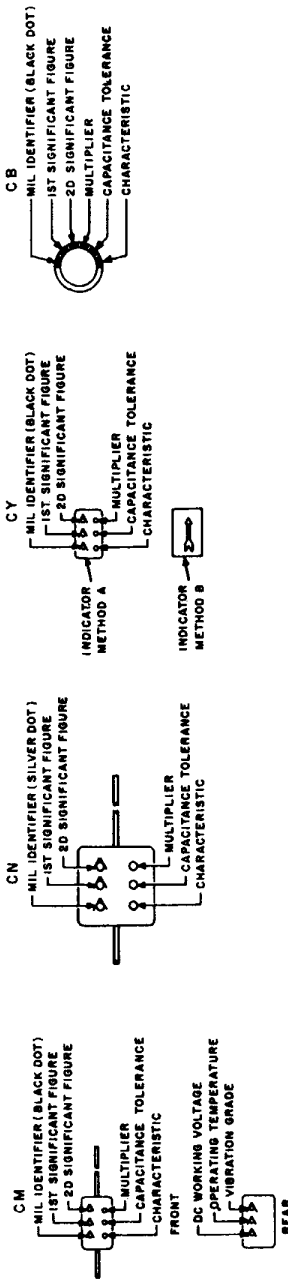 CM
MIL IDENTIFIER (BLACK DOT)
1ST SIGNIFICANT FIGURE
2D SIGNIFICANT FIGURE
MULTIPLIER
CAPACITANCE TOLERANCE
CHARACTERISTIC
FRONT
DC WORKING VOLTAGE
OPERATING TEMPERATURE
VIBRATION GRADE
REAR
CN
MIL IDENTIFIER (SILVER DOT)
1ST SIGNIFICANT FIGURE
2D SIGNIFICANT FIGURE
MULTIPLIER
CAPACITANCE TOLERANCE
CHARACTERISTIC
CY
MIL IDENTIFIER (BLACK DOT)
1ST SIGNIFICANT FIGURE
2D SIGNIFICANT FIGURE
INDICATOR
METHOD A
MULTIPLIER
CAPACITANCE TOLERANCE
CHARACTERISTIC
INDICATOR
METHOD B
CB
MIL IDENTIFIER (BLACK DOT)
1ST SIGNIFICANT FIGURE
2D SIGNIFICANT FIGURE
MULTIPLIER
CAPACITANCE TOLERANCE
CHARACTERISTIC